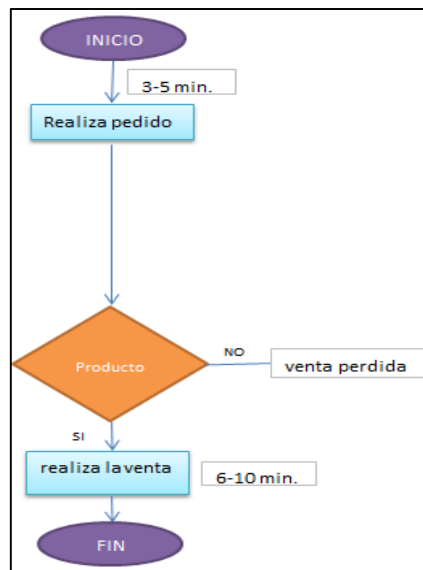 INICIO
3-5 min.
Realiza pedido
Producto
NO
venta perdida
SI
realiza la venta
6-10 min.
FIN